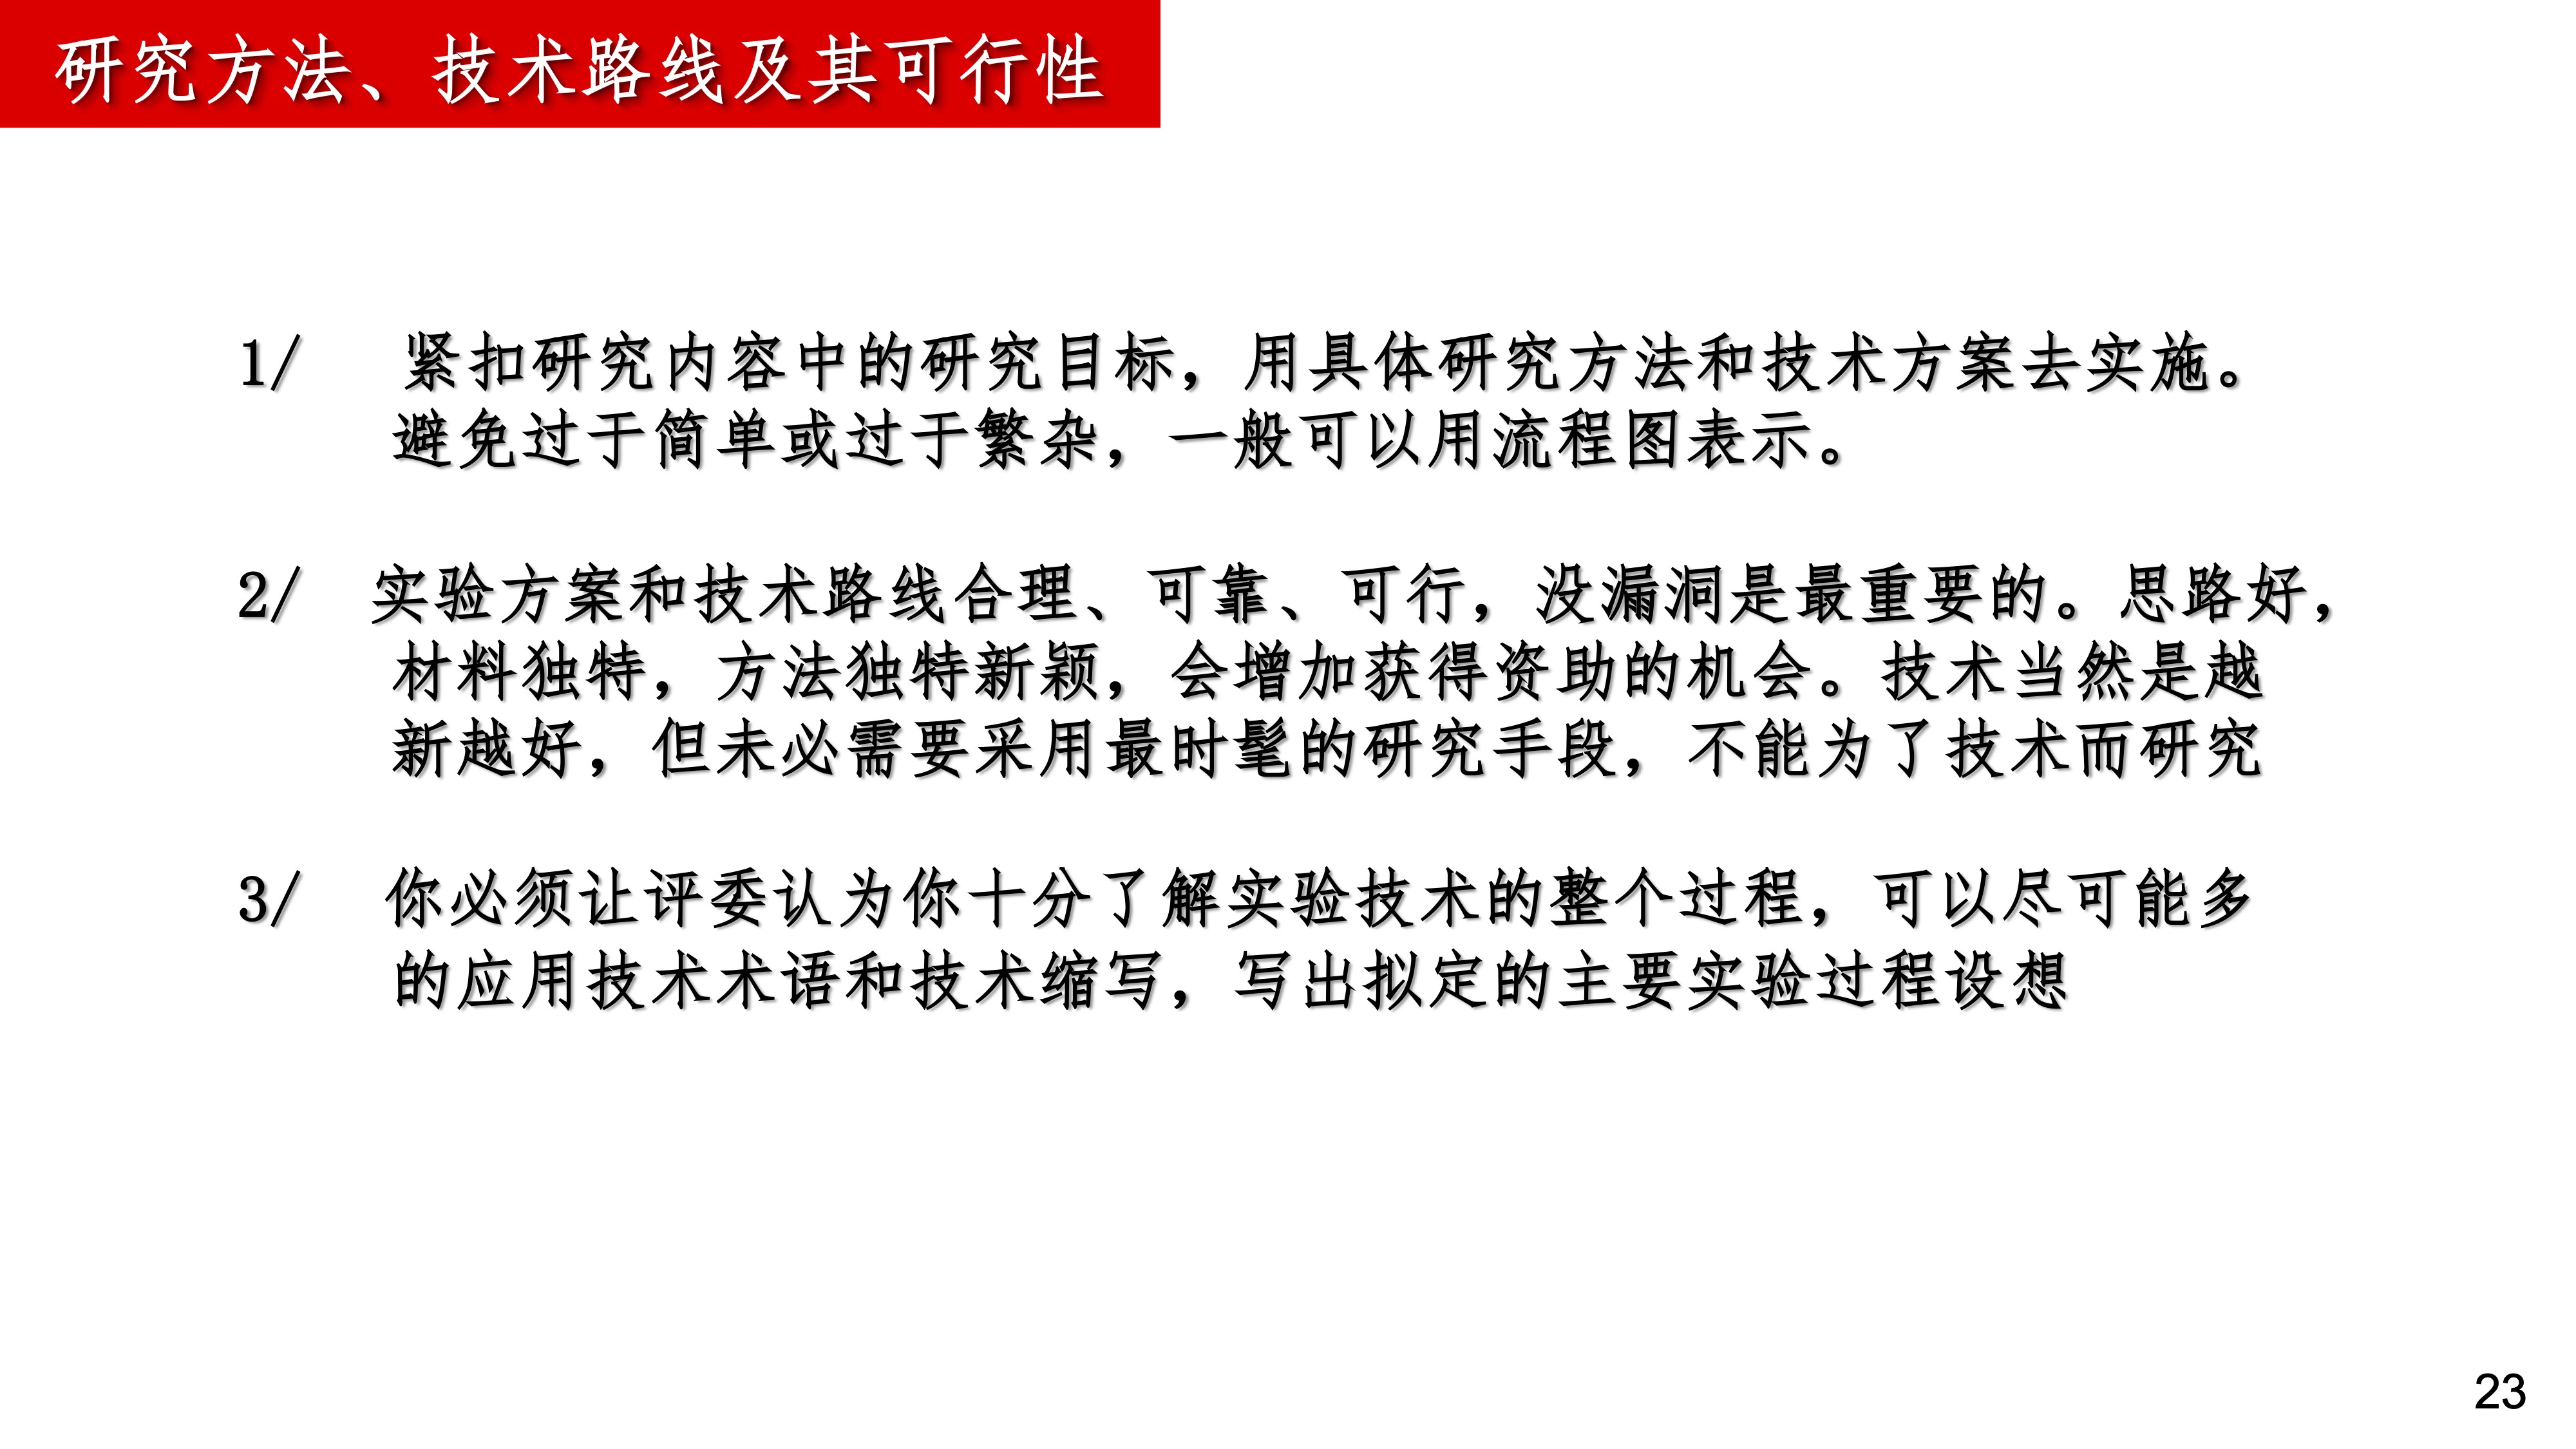 研究方法、技术路线及其可行性
1/ 紧扣研究内容中的研究目标，用具体研究方法和技术方案去实施。
避免过于简单或过于繁杂，一般可以用流程图表示。
2/ 实验方案和技术路线合理、可靠、可行，没漏洞是最重要的。思路好，
材料独特，方法独特新颖，会增加获得资助的机会。技术当然是越
新越好，但未必需要采用最时髦的研究手段，不能为了技术而研究
3/ 你必须让评委认为你十分了解实验技术的整个过程，可以尽可能多
的应用技术术语和技术缩写，写出拟定的主要实验过程设想
23